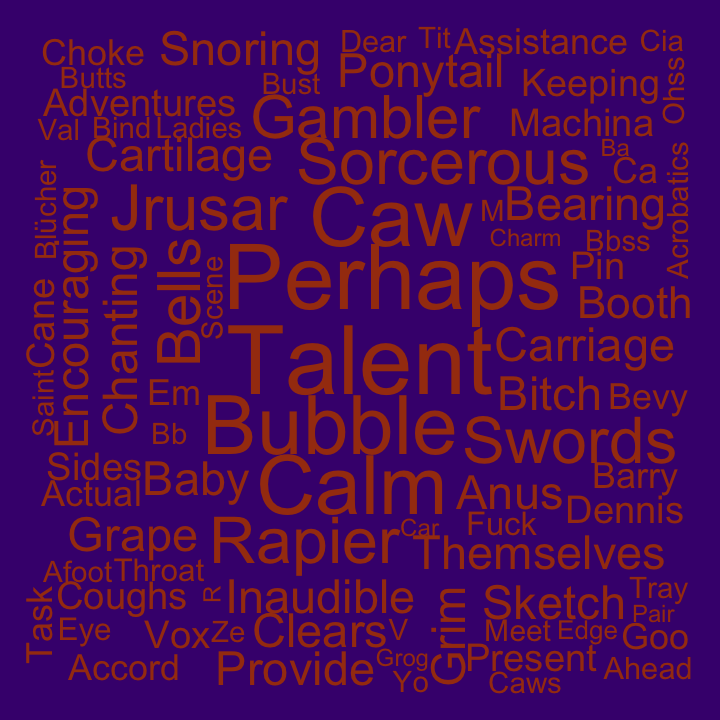 Choke Snoring Dear Tit Assistance Cia
Butts Bust Ponytail Keeping Ohss
Adventures Gambler Machina
Val Bind Ladies
Cartilage Sorcerous Ba Ca Acrobatics
Blücher Encouraging Jrusar Caw M Bearing
Charm Bbss
Chanting Bells Scene Perhaps Pin
Cane Booth
Saint Talent Carriage
Em Bitch Bevy
Bb Bubble Swords
Sides Baby Calm Barry
Actual Anus Dennis
Grape Rapier Car Fuck
Themselves
Afoot Throat
Task Coughs R Inaudible Grim Sketch Tray
Pair
Eye Vox Ze Clears V Meet Edge Goo
Accord Provide Grog Present Ahead
Yo Caws